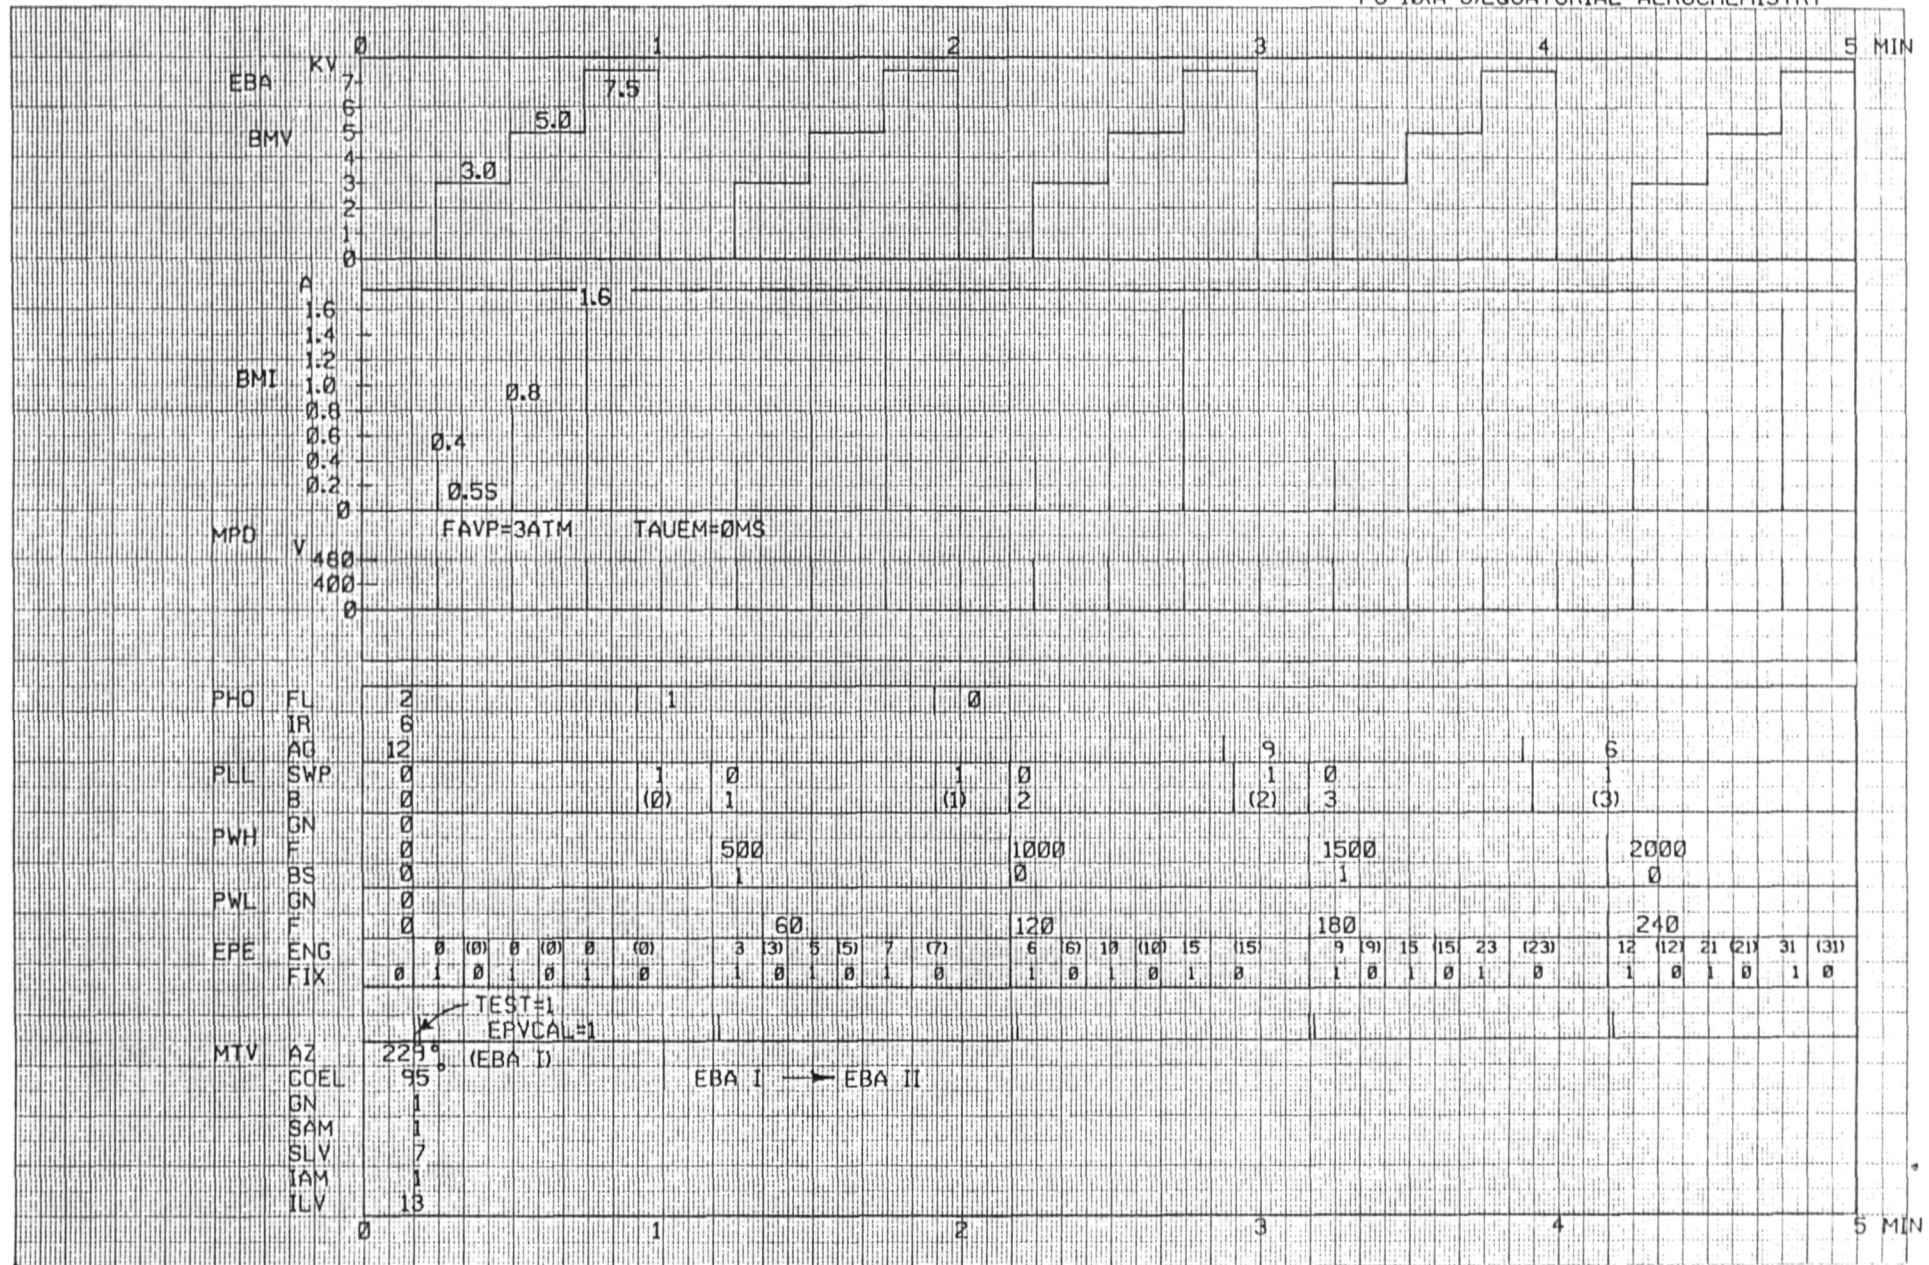 EQUATORIAL AEROCHEMISTRY
0 1 2 3 4 5 MIN
EBA KV
7
7.5
6
BMV 5 5.0
4
3 3.0
2
1
0
A
1.6
1.6
1.4
1.2
BMI 1.0
0.8 0.8
0.6
0.4
0.4
0.2 0.5S
0
MPD V FAVP=3ATM TAUEM=0MS
460
400
0
PHO FL 2 1 0
IR 6
AG 12 9 6
PLL SWP 0 1 0 1 0 1 0 1
B 0 (0) 1 (1) 2 (2) 3 (3)
PWH GN 0
F 0 500 1000 1500 2000
BS 0 1 0 1 0
PWL GN 0
F 0 60 120 180 240
EPE ENG 0 (0) 0 (0) 0 (0) 3 (3) 5 (5) 7 (7) 6 (6) 10 (10) 15 (15) 9 (9) 15 (15) 23 (23) 12 (12) 21 (21) 31 (31)
FIX 0 1 0 1 0 1 0 1 0 1 0 1 0 1 0 1 0 1 0 1 0 1 0 1 0 1 0 1 0 1 0
TEST=1
EPVCAL=1
MTV AZ 229° (EBA I)
COEL 95° EBA I → EBA II
GN 1
SAM 1
SLV 7
IAM 1
ILV 13
0 1 2 3 4 5 MIN